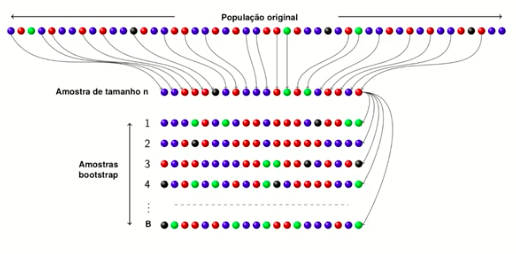 População original
Amostra de tamanho n
1
2
Amostras
bootstrap
3
4
⋮
B